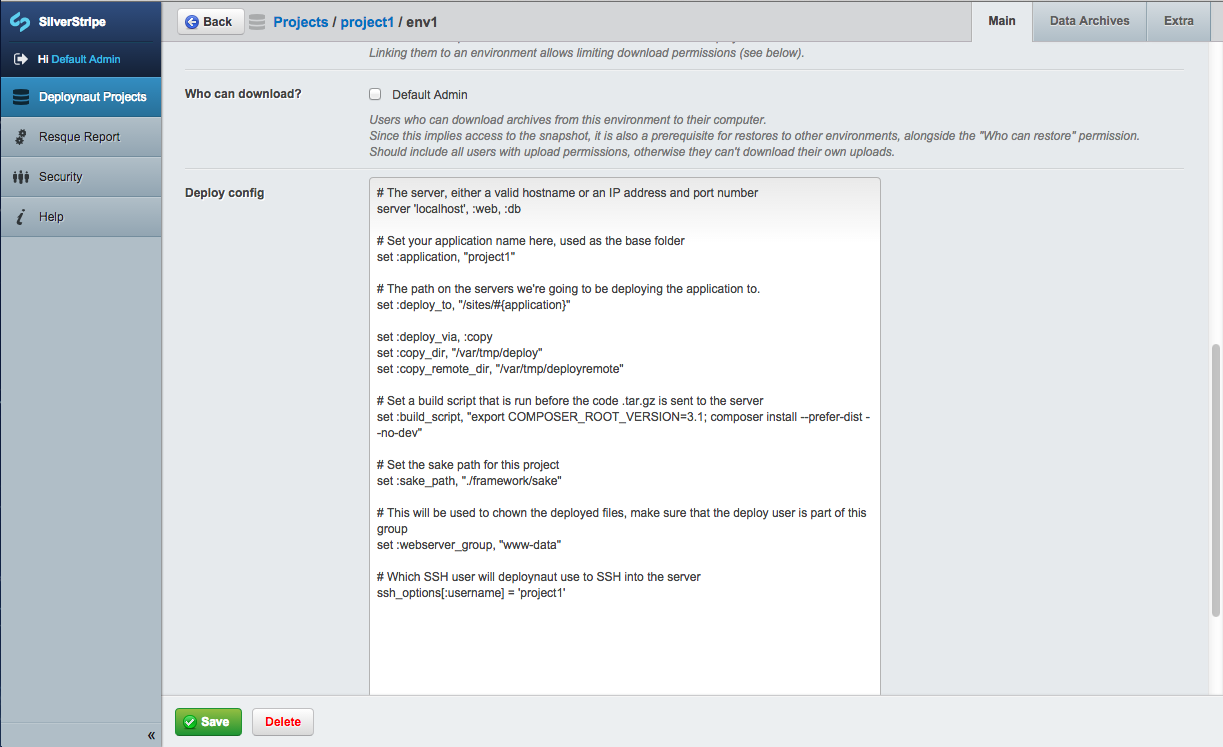 SilverStripe
Hi Default Admin
Deploynaut Projects
Resque Report
Security
Help
«
Back
Projects / project1 / env1
Main
Data Archives
Extra
Linking them to an environment allows limiting download permissions (see below).
Who can download?
Default Admin
Users who can download archives from this environment to their computer.
Since this implies access to the snapshot, it is also a prerequisite for restores to other environments, alongside the "Who can restore" permission.
Should include all users with upload permissions, otherwise they can't download their own uploads.
Deploy config
# The server, either a valid hostname or an IP address and port number
server 'localhost', :web, :db
# Set your application name here, used as the base folder
set :application, "project1"
# The path on the servers we're going to be deploying the application to.
set :deploy_to, "/sites/#{application}"
set :deploy_via, :copy
set :copy_dir, "/var/tmp/deploy"
set :copy_remote_dir, "/var/tmp/deployremote"
# Set a build script that is run before the code .tar.gz is sent to the server
set :build_script, "export COMPOSER_ROOT_VERSION=3.1; composer install --prefer-dist -
-no-dev"
# Set the sake path for this project
set :sake_path, "./framework/sake"
# This will be used to chown the deployed files, make sure that the deploy user is part of this
group
set :webserver_group, "www-data"
# Which SSH user will deploynaut use to SSH into the server
ssh_options[:username] = 'project1'
Save
Delete